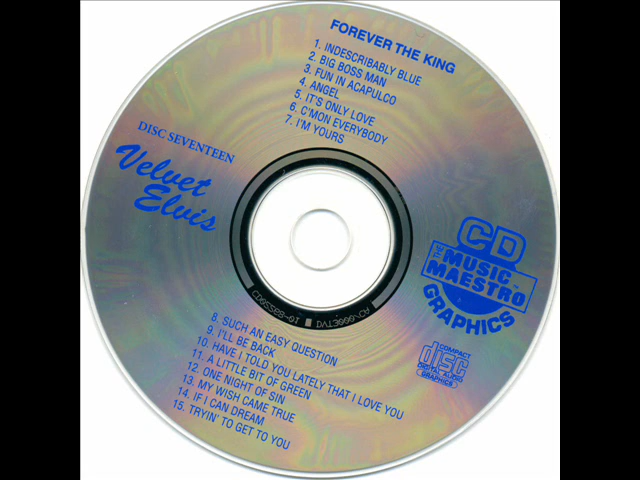 FOREVER THE KING
1. INDESCRIBABLY BLUE
2. BIG BOSS MAN
3. FUN IN ACAPULCO
4. ANGEL
5. IT'S ONLY LOVE
6. C'MON EVERYBODY
7. I'M YOURS
DISC SEVENTEEN
Velvet
Elvis
CD
THE MUSIC
MAESTRO
GRAPHICS
COMPACT
disc
DIGITAL AUDIO
GRAPHICS
8. SUCH AN EASY QUESTION
9. I'LL BE BACK
10. HAVE I TOLD YOU LATELY THAT I LOVE YOU
11. A LITTLE BIT OF GREEN
12. ONE NIGHT OF SIN
13. MY WISH CAME TRUE
14. IF I CAN DREAM
15. TRYIN' TO GET TO YOU